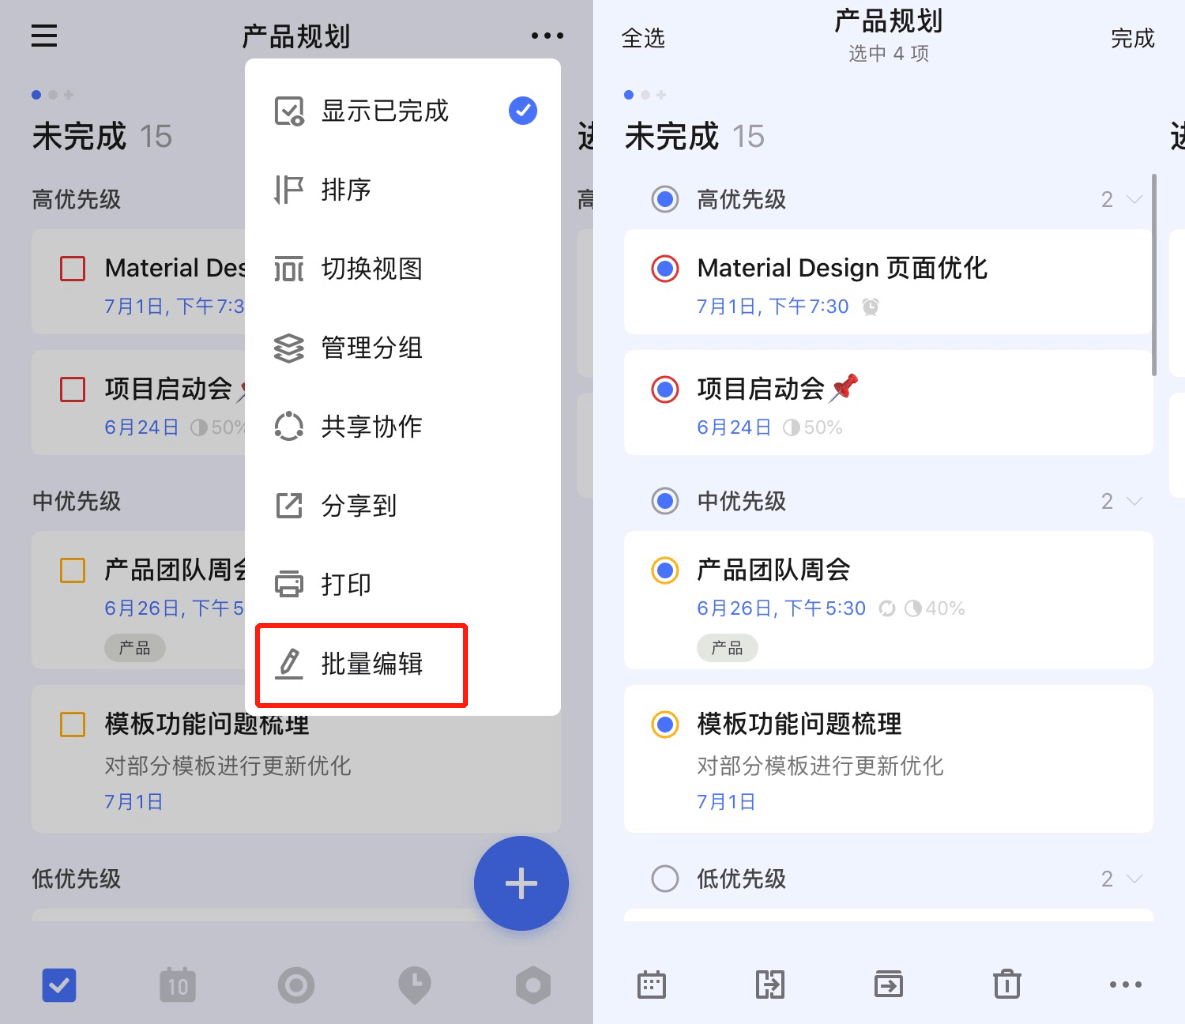 产品规划
未完成 15
高优先级
Material Des
7月1日, 下午7:3
项目启动会
6月24日 50%
中优先级
产品团队周会
6月26日, 下午5
产品
模板功能问题梳理
对部分模板进行更新优化
7月1日
低优先级
10
显示已完成
排序
切换视图
管理分组
共享协作
分享到
打印
批量编辑
进
高
全选
产品规划
选中 4 项
完成
未完成 15
进
高优先级 2
Material Design 页面优化
7月1日, 下午7:30
项目启动会
6月24日 50%
中优先级 2
产品团队周会
6月26日, 下午5:30 40%
产品
模板功能问题梳理
对部分模板进行更新优化
7月1日
低优先级 2